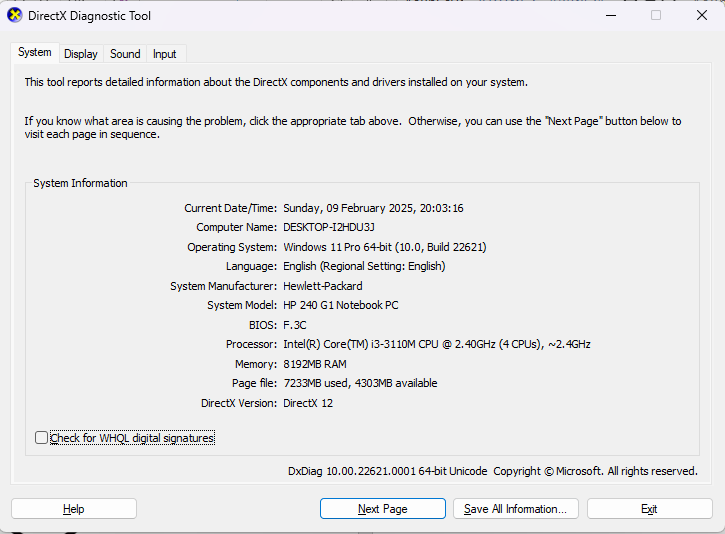 DirectX Diagnostic Tool
System Display Sound Input
This tool reports detailed information about the DirectX components and drivers installed on your system.
If you know what area is causing the problem, click the appropriate tab above. Otherwise, you can use the "Next Page" button below to
visit each page in sequence.
System Information
Current Date/Time: Sunday, 09 February 2025, 20:03:16
Computer Name: DESKTOP-I2HDU3J
Operating System: Windows 11 Pro 64-bit (10.0, Build 22621)
Language: English (Regional Setting: English)
System Manufacturer: Hewlett-Packard
System Model: HP 240 G1 Notebook PC
BIOS: F.3C
Processor: Intel(R) Core(TM) i3-3110M CPU @ 2.40GHz (4 CPUs), ~2.4GHz
Memory: 8192MB RAM
Page file: 7233MB used, 4303MB available
DirectX Version: DirectX 12
Check for WHQL digital signatures
DxDiag 10.00.22621.0001 64-bit Unicode Copyright © Microsoft. All rights reserved.
Help Next Page Save All Information... Exit